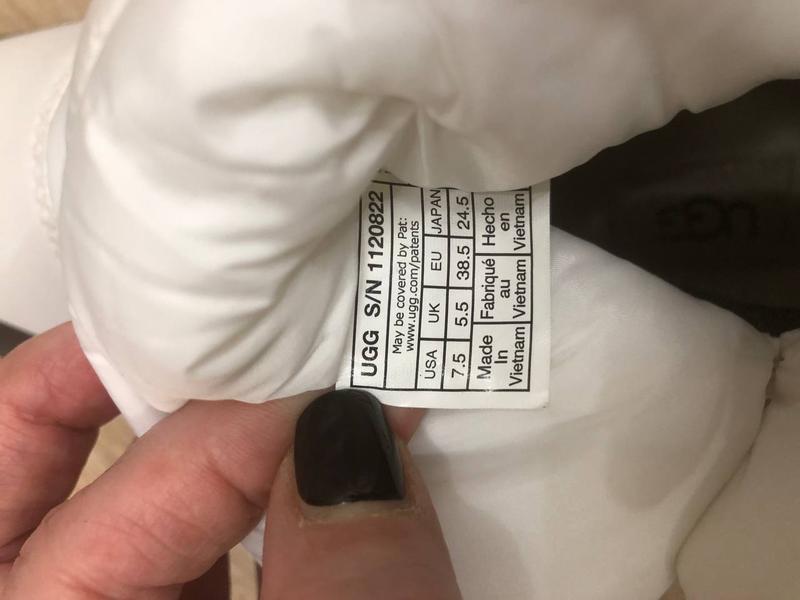 UGG S/N 1120822
May be covered by Pat:
www.ugg.com/patents
USA UK EU JAPAN
7.5 5.5 38.5 24.5
Made In Vietnam
Fabriqué au Vietnam
Hecho en Vietnam
UGG